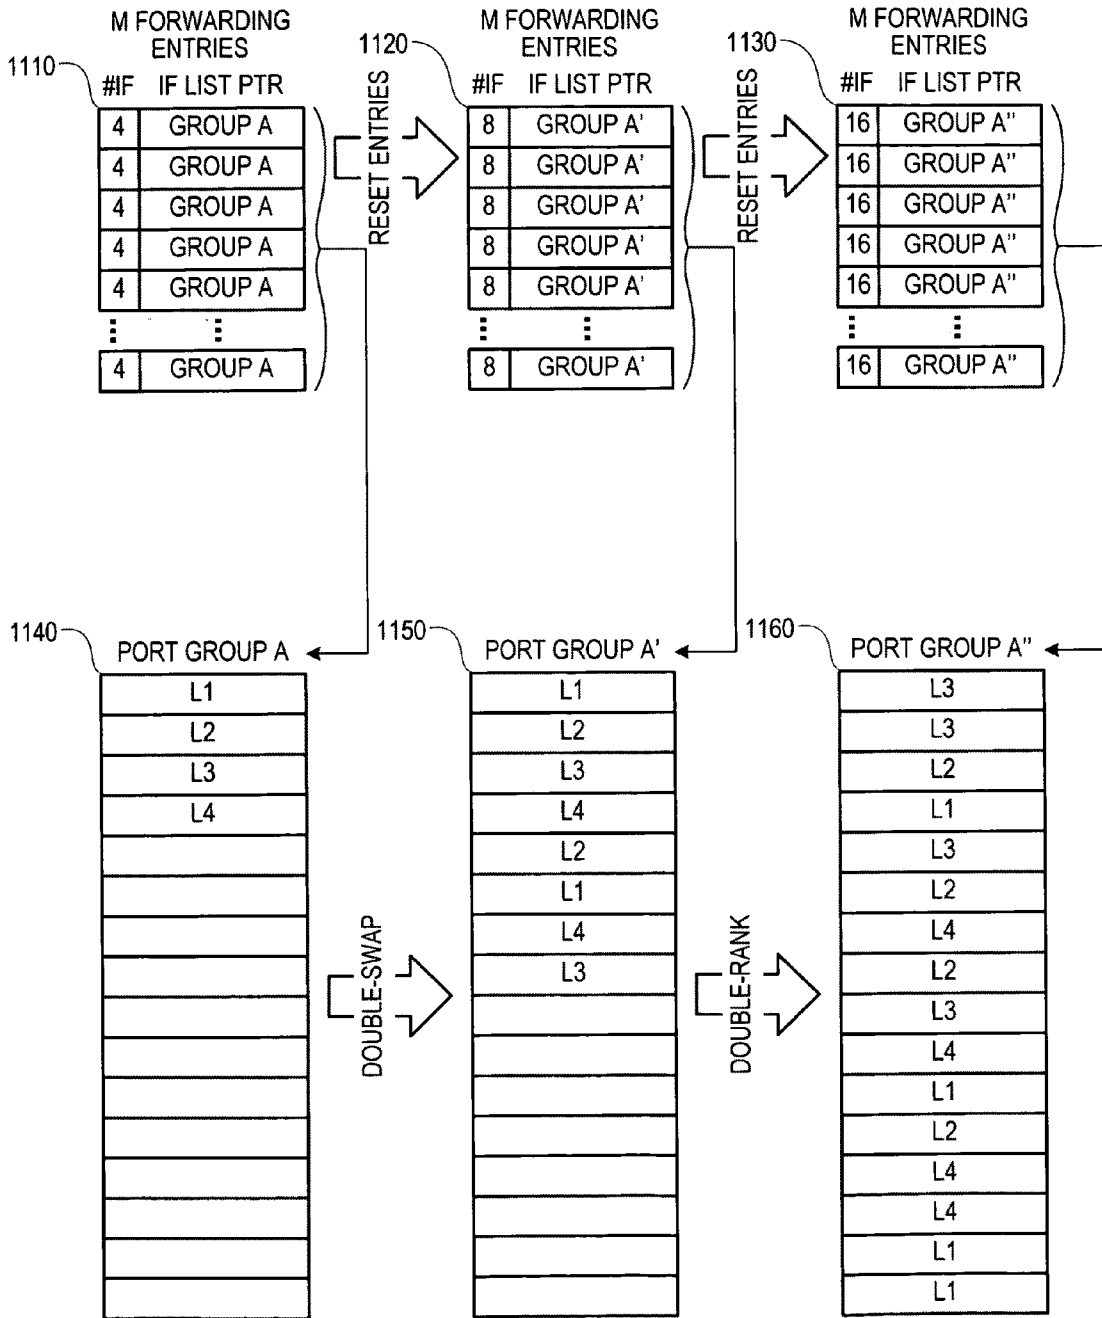 M FORWARDING
ENTRIES
1110
#IF IF LIST PTR
4 GROUP A
4 GROUP A
4 GROUP A
4 GROUP A
4 GROUP A
4 GROUP A
RESET ENTRIES
M FORWARDING
ENTRIES
1120
#IF IF LIST PTR
8 GROUP A'
8 GROUP A'
8 GROUP A'
8 GROUP A'
8 GROUP A'
8 GROUP A'
RESET ENTRIES
M FORWARDING
ENTRIES
1130
#IF IF LIST PTR
16 GROUP A"
16 GROUP A"
16 GROUP A"
16 GROUP A"
16 GROUP A"
16 GROUP A"
1140
PORT GROUP A
L1
L2
L3
L4
DOUBLE-SWAP
1150
PORT GROUP A'
L1
L2
L3
L4
L2
L1
L4
L3
DOUBLE-RANK
1160
PORT GROUP A"
L3
L3
L2
L1
L3
L2
L4
L2
L3
L4
L1
L2
L4
L4
L1
L1